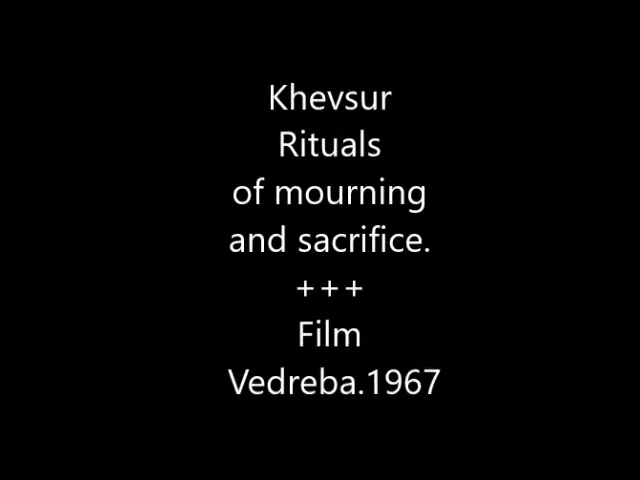 Khevsur
Rituals
of mourning
and sacrifice.
+++
Film
Vedreba.1967